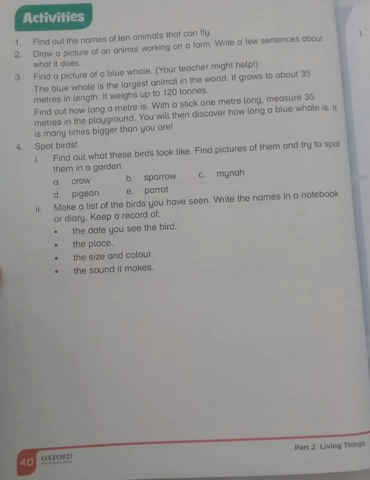 Activities
1. Find out the names of ten animals that can fly.
2. Draw a picture of an animal working on a farm. Write a few sentences about
what it does.
3. Find a picture of a blue whale. (Your teacher might help!)
The blue whale is the largest animal in the world. It grows to about 35
metres in length. It weighs up to 120 tonnes.
Find out how long a metre is. With a stick one metre long, measure 35
metres in the playground. You will then discover how long a blue whale is. It
is many times bigger than you are!
4. Spot birds!
i. Find out what these birds look like. Find pictures of them and try to spot
them in a garden.
a. crow b. sparrow c. mynah
d. pigeon e. parrot
ii. Make a list of the birds you have seen. Write the names in a notebook
or diary. Keep a record of:
• the date you see the bird.
• the place.
• the size and colour.
• the sound it makes.
1.
40 OXFORD
UNIVERSITY PRESS
Part 2 Living Things